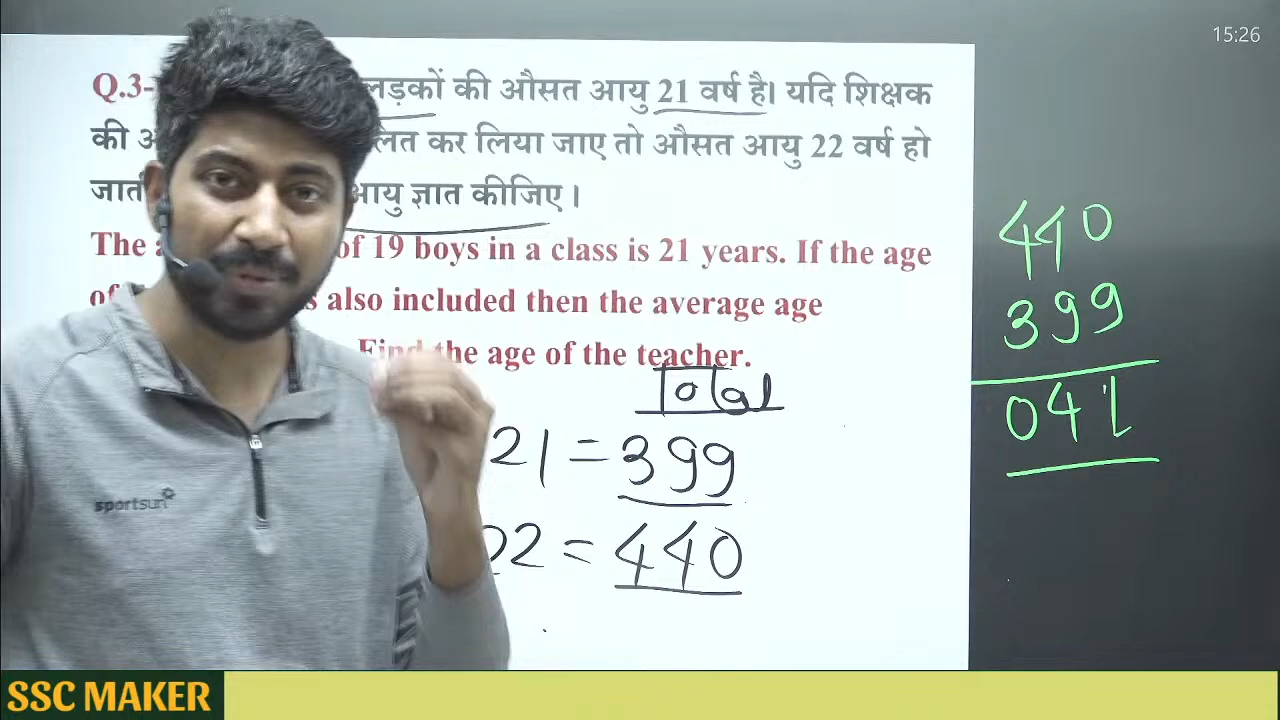 15:26
Q.3- लड़कों की औसत आयु 21 वर्ष है। यदि शिक्षक
की कर लिया जाए तो औसत आयु 22 वर्ष हो
आयु ज्ञात कीजिए।
The of 19 boys in a class is 21 years. If the age
also included then the average age
Find the age of the teacher.
Total
21 = 399
22 = 440
440
399
041
sportsun
SSC MAKER